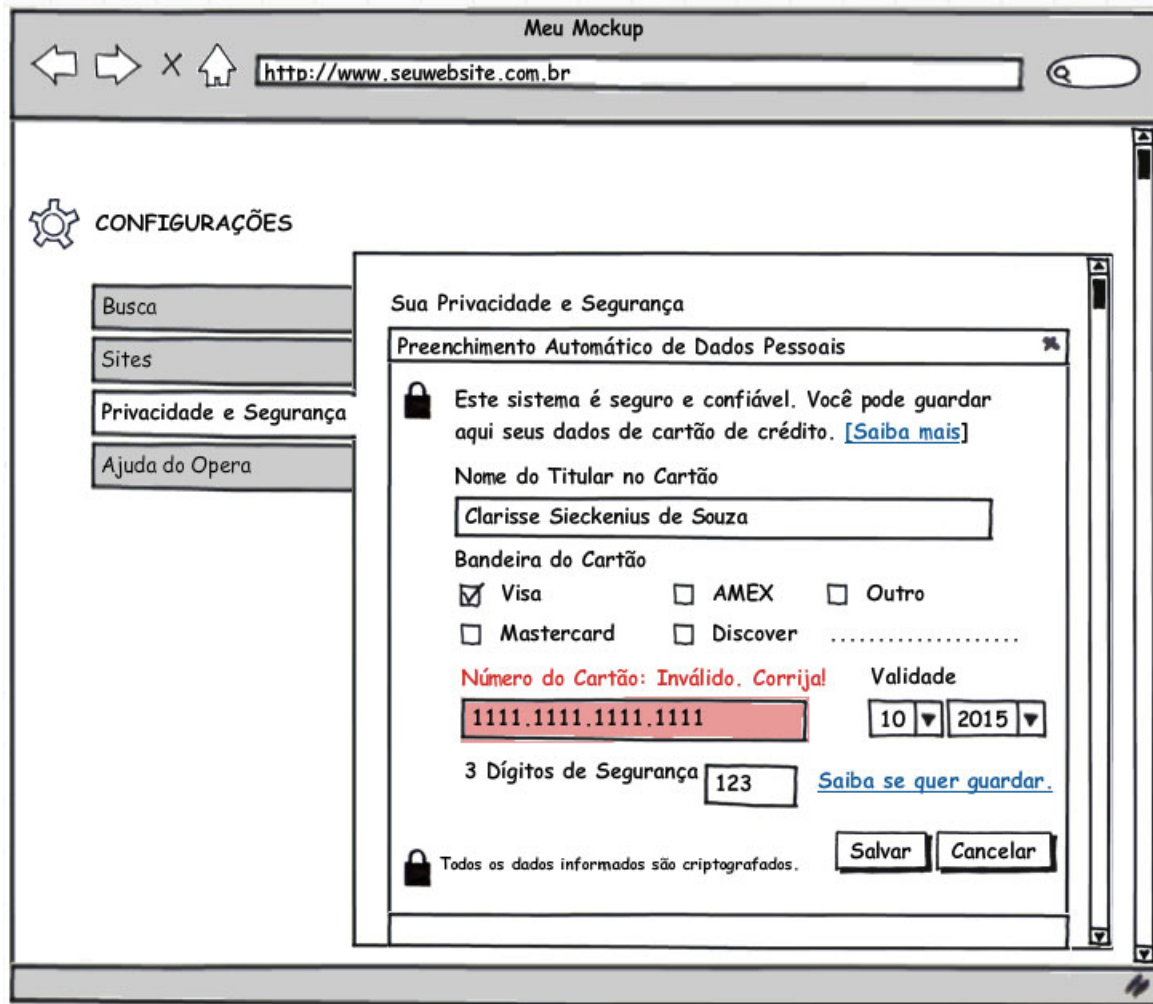 Meu Mockup
http://www.seuwebsite.com.br
CONFIGURAÇÕES
Busca
Sites
Privacidade e Segurança
Ajuda do Opera
Sua Privacidade e Segurança
Preenchimento Automático de Dados Pessoais
Este sistema é seguro e confiável. Você pode guardar
aqui seus dados de cartão de crédito. [Saiba mais]
Nome do Titular no Cartão
Clarisse Sieckenius de Souza
Bandeira do Cartão
Visa AMEX Outro
Mastercard Discover ...................
Número do Cartão: Inválido. Corrija! Validade
1111.1111.1111.1111 10 2015
3 Dígitos de Segurança 123 Saiba se quer guardar.
Salvar Cancelar
Todos os dados informados são criptografados.